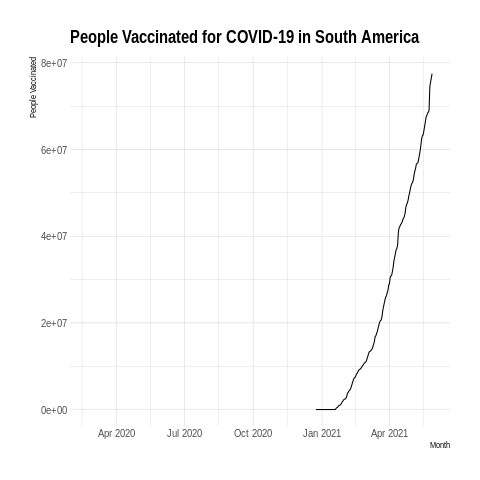 People Vaccinated for COVID-19 in South America
People Vaccinated
8e+07
6e+07
4e+07
2e+07
0e+00
Apr 2020 Jul 2020 Oct 2020 Jan 2021 Apr 2021
Month